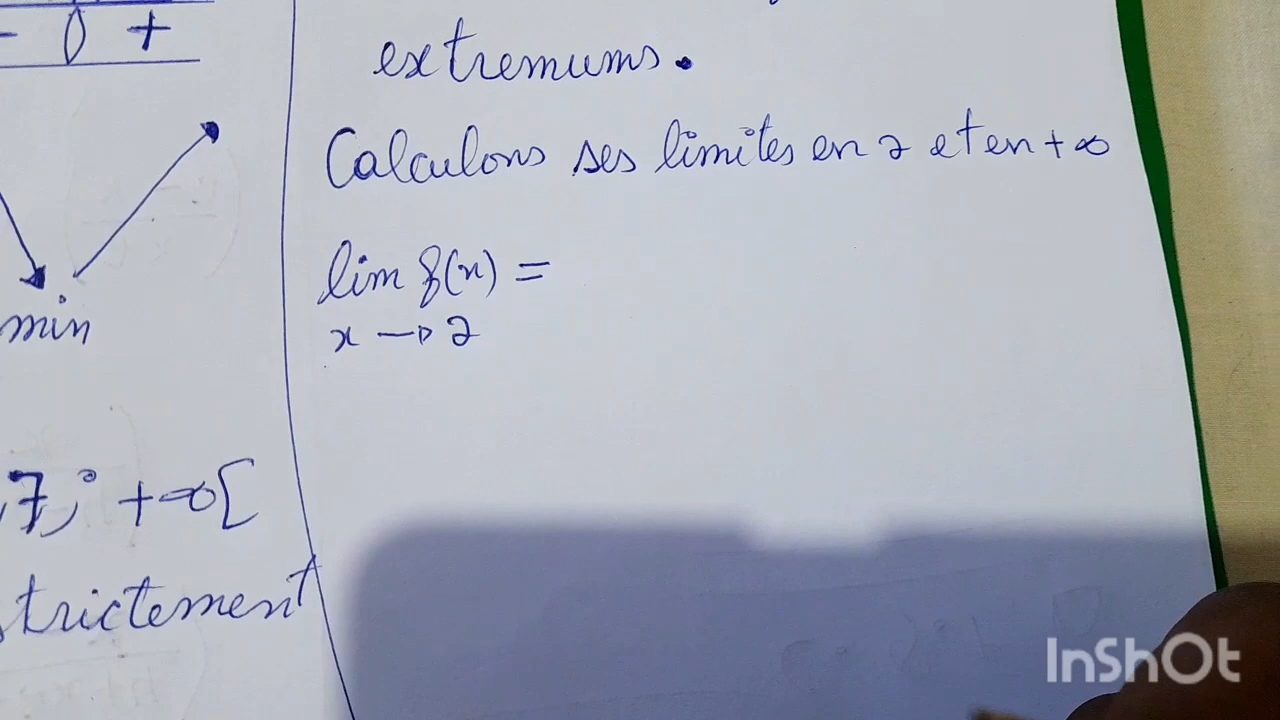 - 0 +
min
7; +∞[
strictement
extremums.
Calculons ses limites en 2 et en +∞
lim f(x) =
x → 2
InShOt